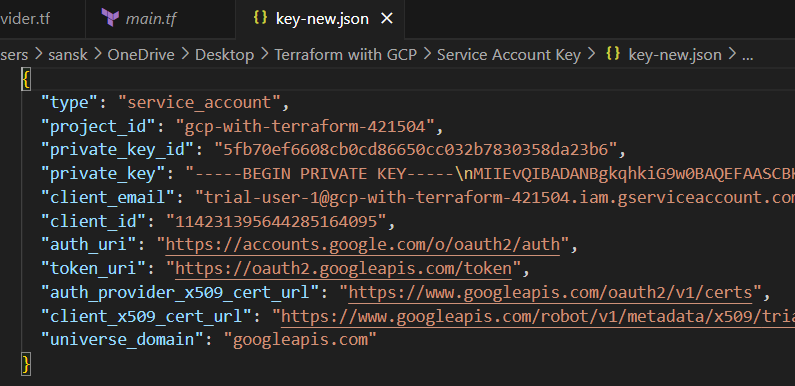 vider.tf main.tf {} key-new.json ×
sers > sansk > OneDrive > Desktop > Terraform wiith GCP > Service Account Key > {} key-new.json > ...
{
"type": "service_account",
"project_id": "gcp-with-terraform-421504",
"private_key_id": "5fb70ef6608cb0cd86650cc032b7830358da23b6",
"private_key": "-----BEGIN PRIVATE KEY-----\nMIIEvQIBADANBgkqhkiG9w0BAQEFAASCB
"client_email": "trial-user-1@gcp-with-terraform-421504.iam.gserviceaccount.co
"client_id": "114231395644285164095",
"auth_uri": "https://accounts.google.com/o/oauth2/auth",
"token_uri": "https://oauth2.googleapis.com/token",
"auth_provider_x509_cert_url": "https://www.googleapis.com/oauth2/v1/certs",
"client_x509_cert_url": "https://www.googleapis.com/robot/v1/metadata/x509/tri
"universe_domain": "googleapis.com"
}